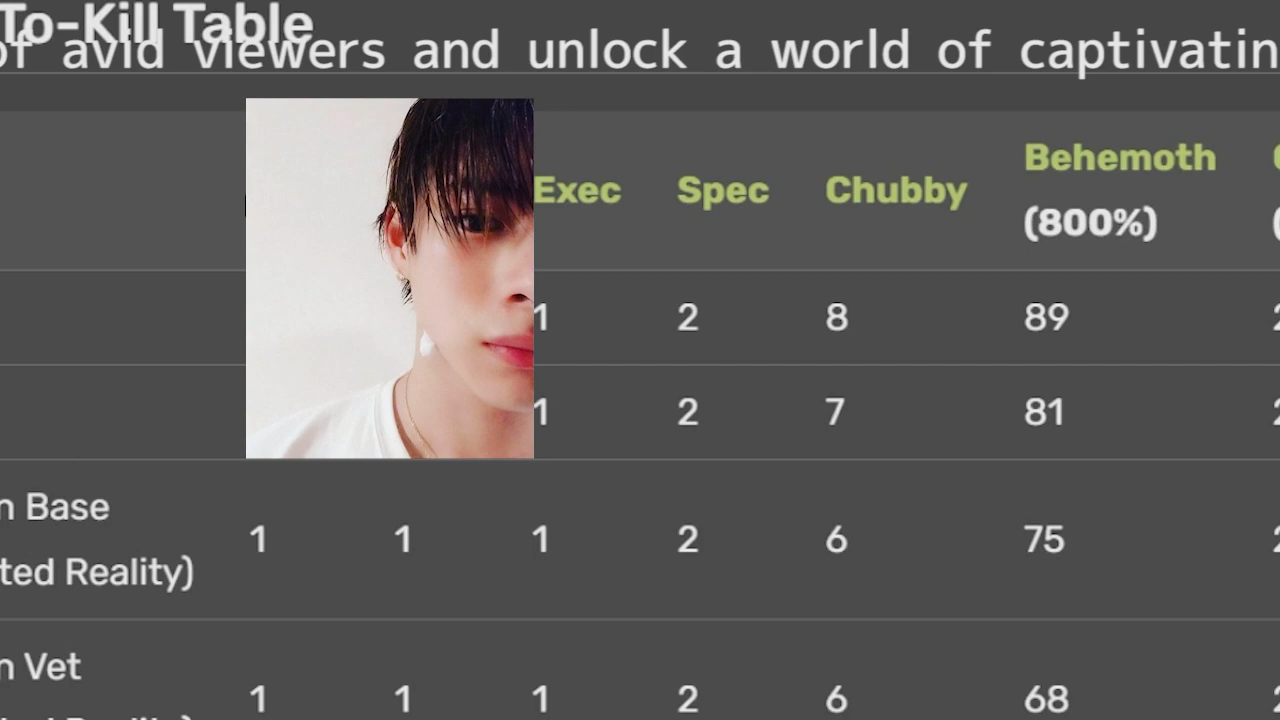 To-Kill Table
of avid viewers and unlock a world of captivatin
Exec Spec Chubby Behemoth
(800%)
1 2 8 89
1 2 7 81
n Base
ted Reality)
1 1 1 2 6 75
n Vet
1 1 1 2 6 68